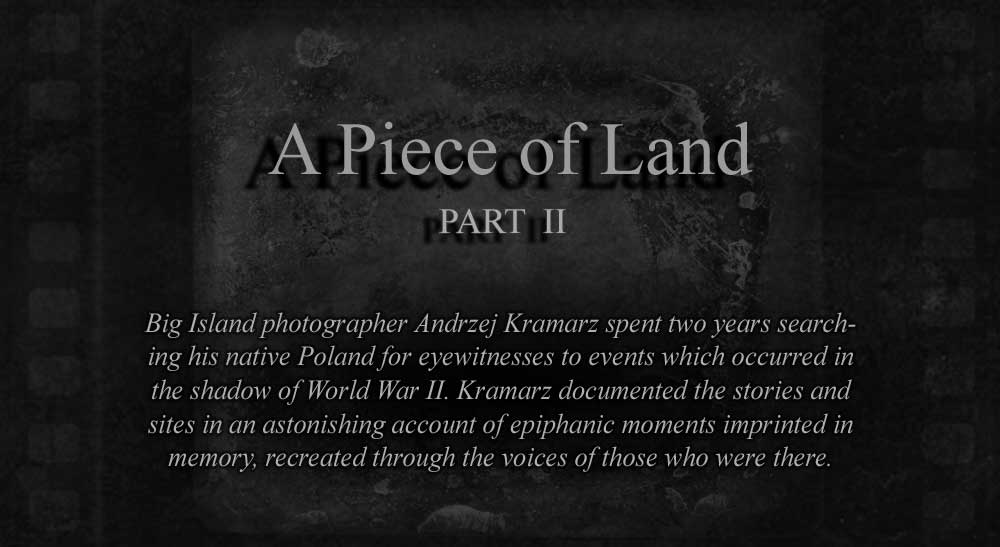 A Piece of Land
PART II
Big Island photographer Andrzej Kramarz spent two years search-
ing his native Poland for eyewitnesses to events which occurred in
the shadow of World War II. Kramarz documented the stories and
sites in an astonishing account of epiphanic moments imprinted in
memory, recreated through the voices of those who were there.